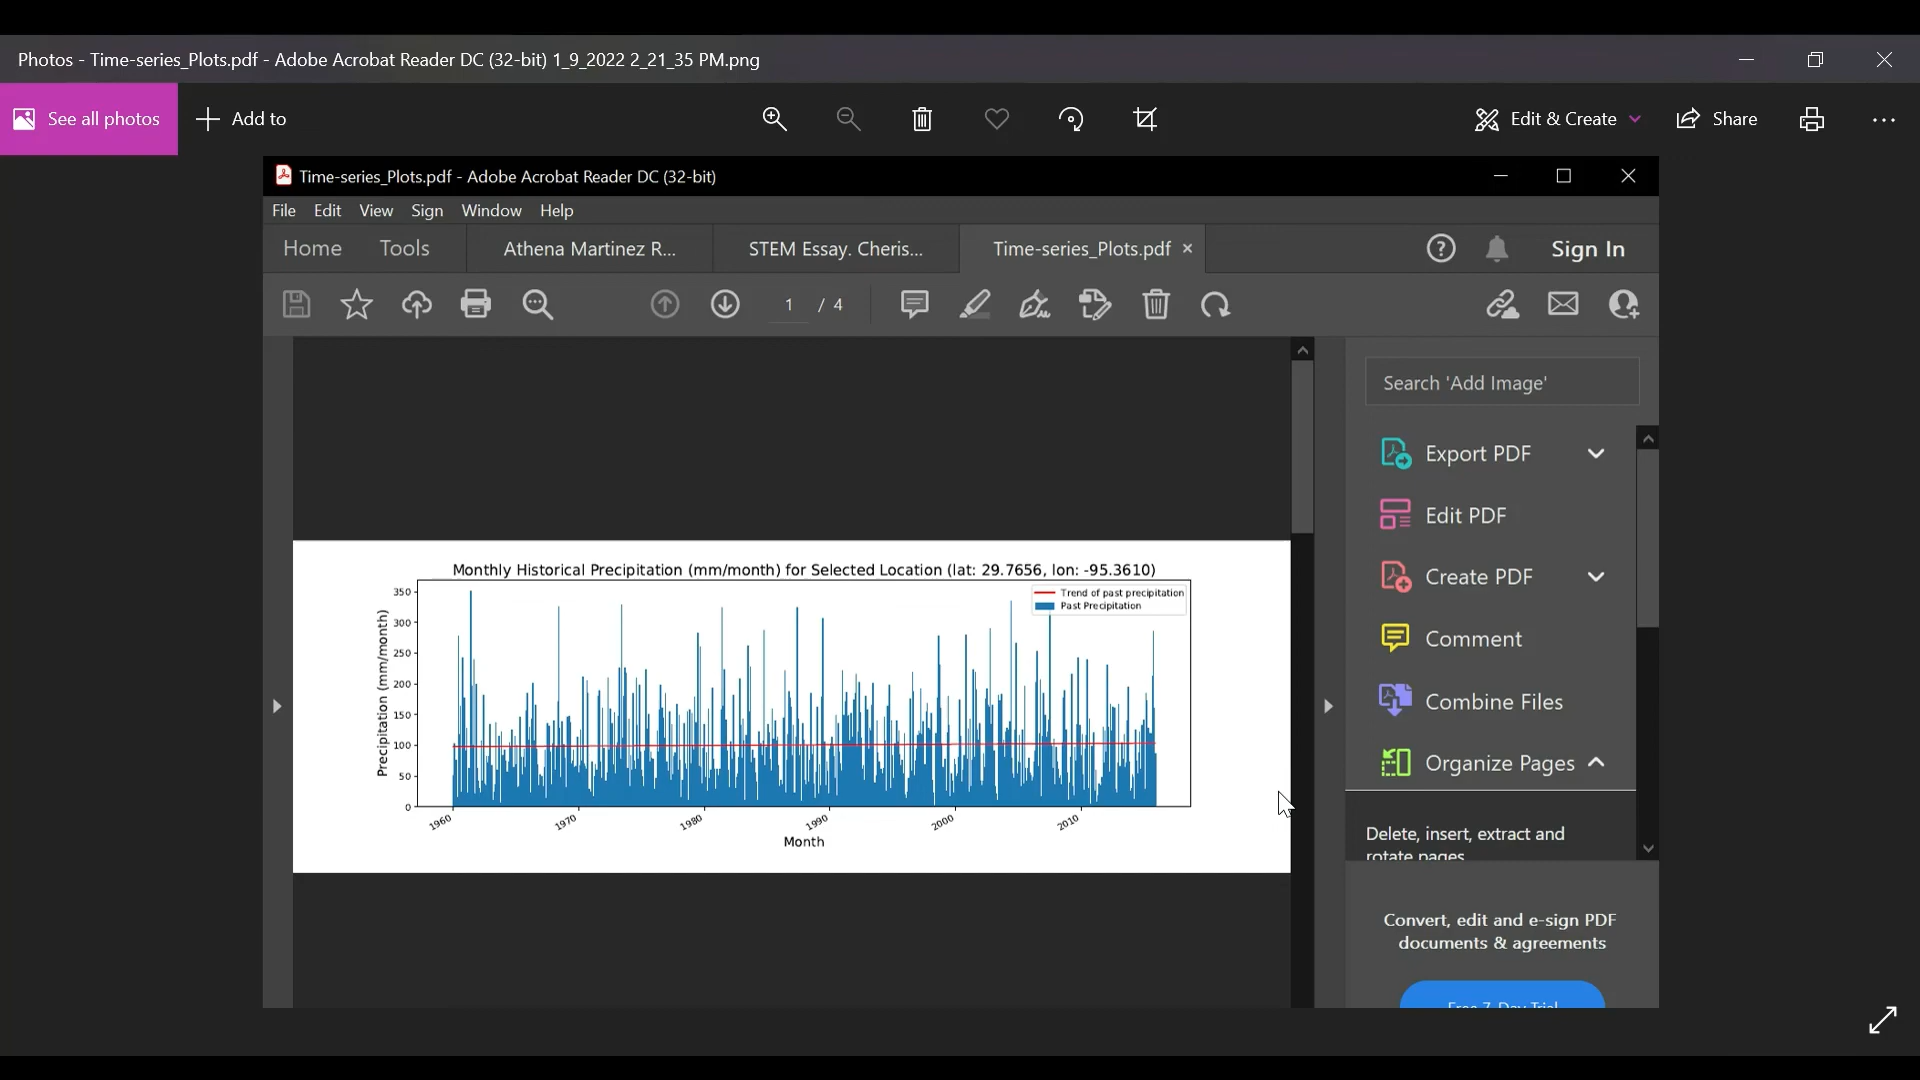 Photos - Time-series_Plots.pdf - Adobe Acrobat Reader DC (32-bit) 1_9_2022 2_21_35 PM.png
See all photos
Add to
Edit & Create
Share
Time-series_Plots.pdf - Adobe Acrobat Reader DC (32-bit)
File Edit View Sign Window Help
Home Tools Athena Martinez R... STEM Essay. Cheris... Time-series_Plots.pdf × Sign In
1 / 4
Search 'Add Image'
Export PDF
Edit PDF
Create PDF
Comment
Combine Files
Organize Pages
Delete, insert, extract and
rotate pages
Convert, edit and e-sign PDF
documents & agreements
Free 7-Day Trial
Monthly Historical Precipitation (mm/month) for Selected Location (lat: 29.7656, lon: -95.3610)
Trend of past precipitation
Past Precipitation
Precipitation (mm/month)
350
300
250
200
150
100
50
0
1960 1970 1980 1990 2000 2010
Month